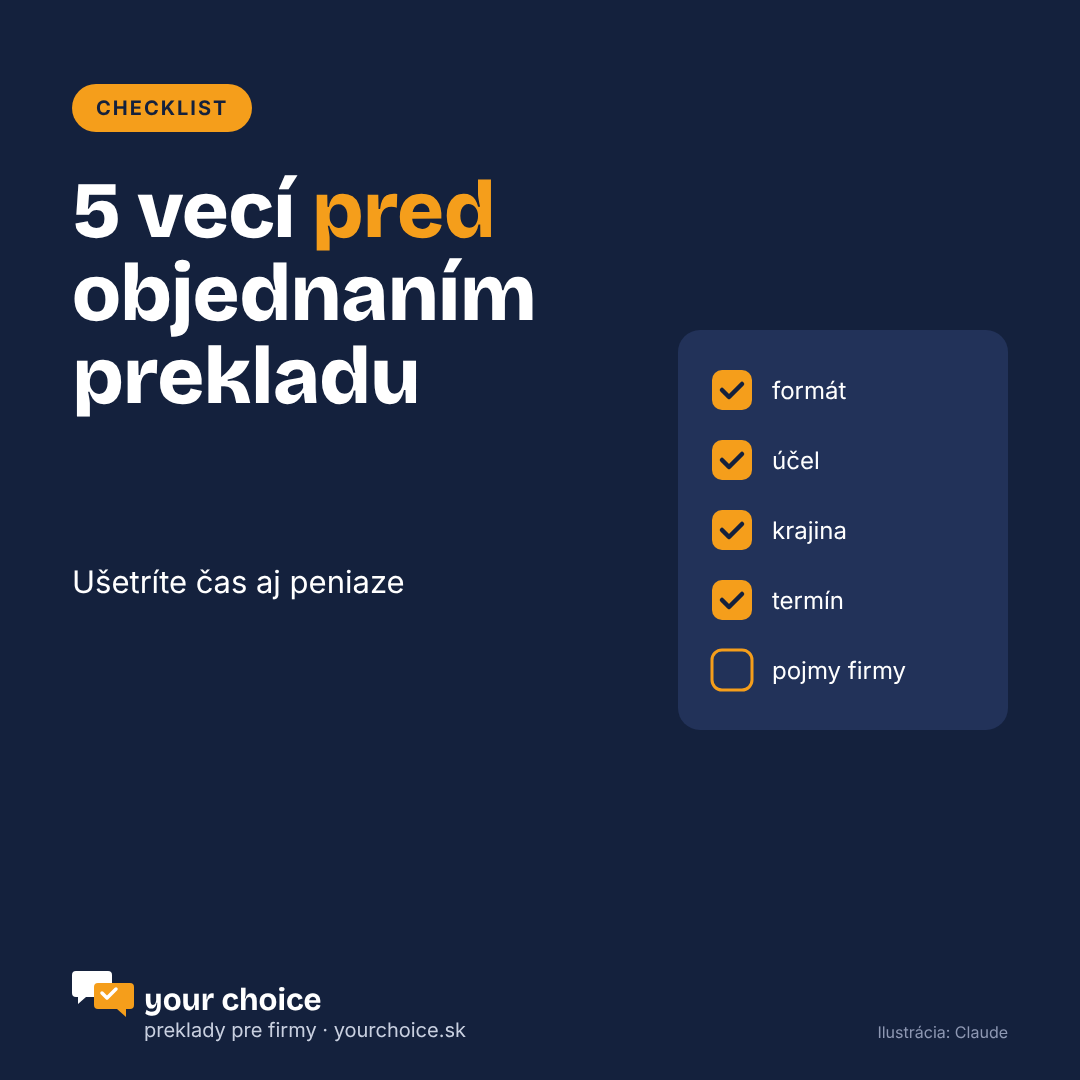 CHECKLIST
5 vecí pred
objednaním
prekladu
Ušetríte čas aj peniaze
formát
účel
krajina
termín
pojmy firmy
your choice
preklady pre firmy · yourchoice.sk
Ilustrácia: Claude